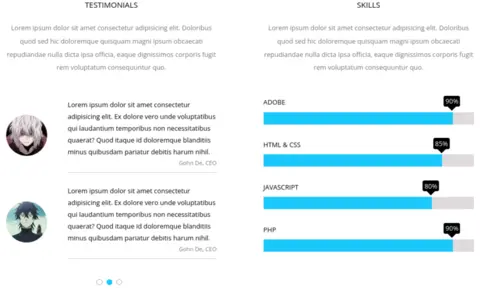 TESTIMONIALS
Lorem ipsum dolor sit amet consectetur adipisicing elit. Doloribus
quod sed hic doloremque quisquam magni ipsum obcaecati
repudiandae nulla dicta ipsa officia, eaque dignissimos corporis fugit
rem voluptatum consequuntur quo.
Lorem ipsum dolor sit amet consectetur
adipisicing elit. Ex dolore vero unde voluptatibus
qui laudantium temporibus non necessitatibus
quaerat? Quod itaque id doloremque blanditiis
minus quibusdam pariatur debitis harum nihil.
Gohn De, CEO
Lorem ipsum dolor sit amet consectetur
adipisicing elit. Ex dolore vero unde voluptatibus
qui laudantium temporibus non necessitatibus
quaerat? Quod itaque id doloremque blanditiis
minus quibusdam pariatur debitis harum nihil.
Gohn De, CEO
SKILLS
Lorem ipsum dolor sit amet consectetur adipisicing elit. Doloribus
quod sed hic doloremque quisquam magni ipsum obcaecati
repudiandae nulla dicta ipsa officia, eaque dignissimos corporis fugit
rem voluptatum consequuntur quo.
ADOBE
90%
HTML & CSS
85%
JAVASCRIPT
80%
PHP
90%